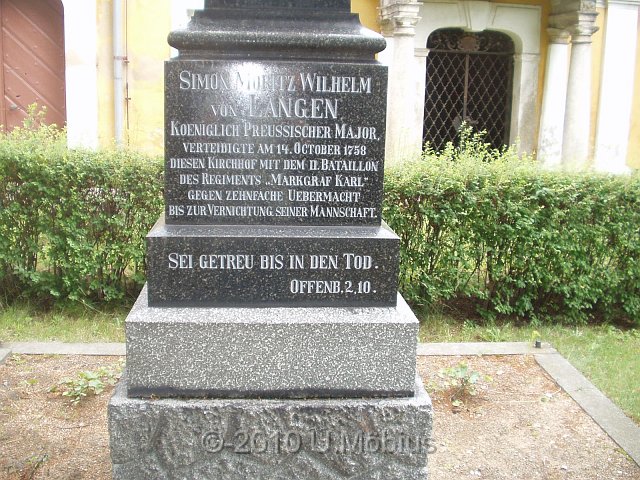 SIMON MORITZ WILHELM
VON LANGEN
KOENIGLICH PREUSSISCHER MAJOR,
VERTEIDIGTE AM 14. OCTOBER 1758
DIESEN KIRCHHOF MIT DEM II. BATAILLON
DES REGIMENTS „MARKGRAF KARL"
GEGEN ZEHNFACHE UEBERMACHT
BIS ZUR VERNICHTUNG SEINER MANNSCHAFT.
SEI GETREU BIS IN DEN TOD.
OFFENB. 2, 10.
© 2010 U.Möbius